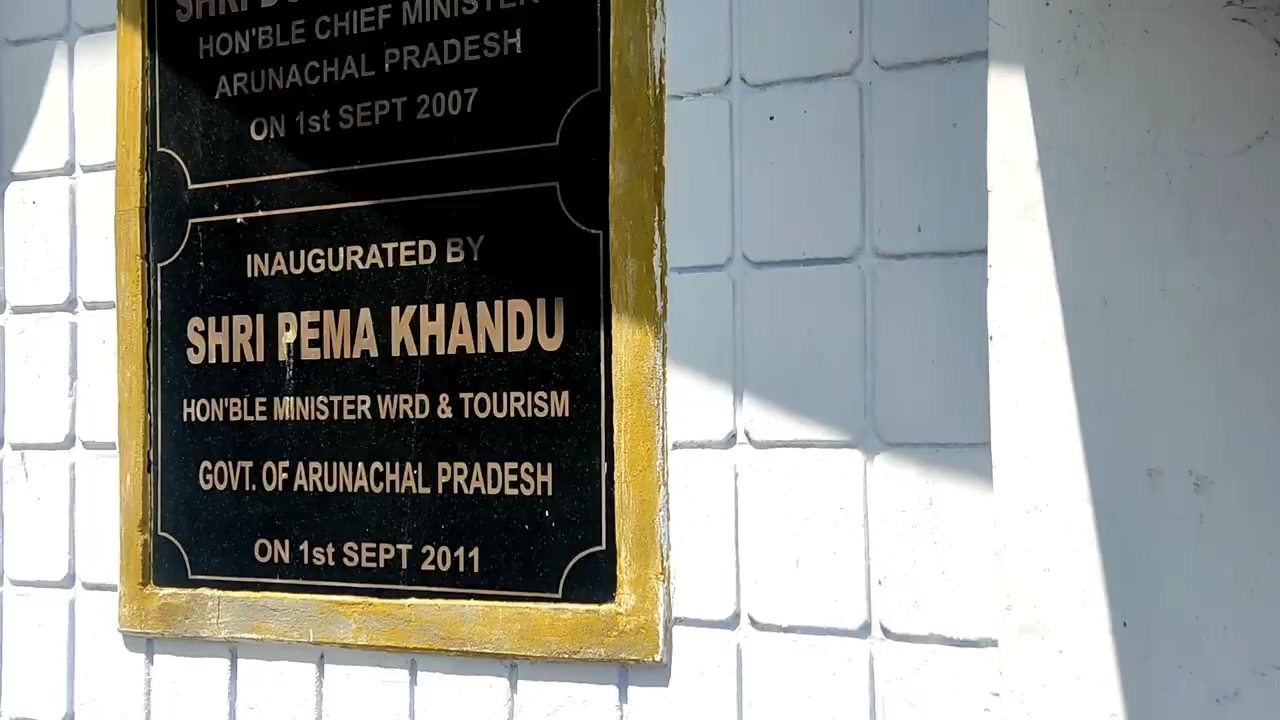 SHRI
HON'BLE CHIEF MINISTER
ARUNACHAL PRADESH
ON 1st SEPT 2007
INAUGURATED BY
SHRI PEMA KHANDU
HON'BLE MINISTER WRD & TOURISM
GOVT. OF ARUNACHAL PRADESH
ON 1st SEPT 2011